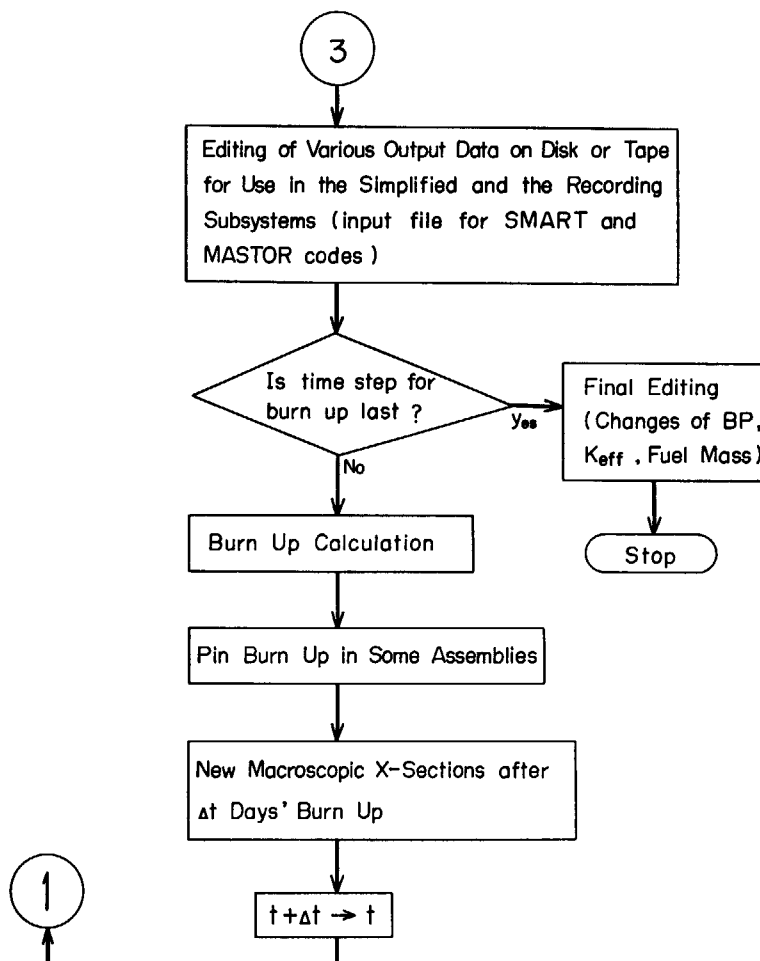 3
Editing of Various Output Data on Disk or Tape
for Use in the Simplified and the Recording
Subsystems (input file for SMART and
MASTOR codes)
Is time step for
burn up last ?
Yes
No
Final Editing
(Changes of BP,
Keff , Fuel Mass)
Stop
Burn Up Calculation
Pin Burn Up in Some Assemblies
New Macroscopic X-Sections after
Δt Days' Burn Up
1
t+Δt → t